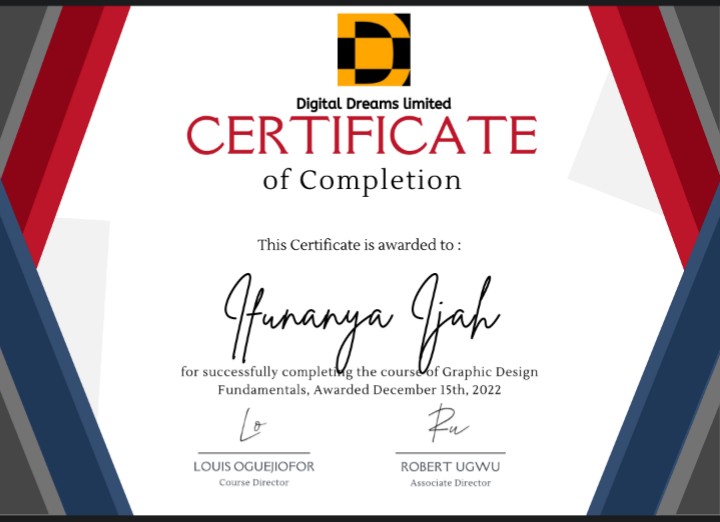 Digital Dreams limited
CERTIFICATE
of Completion
This Certificate is awarded to :
Ifunanya Ijah
for successfully completing the course of Graphic Design
Fundamentals, Awarded December 15th, 2022
Lo
Ru
LOUIS OGUEJIOFOR
ROBERT UGWU
Course Director
Associate Director